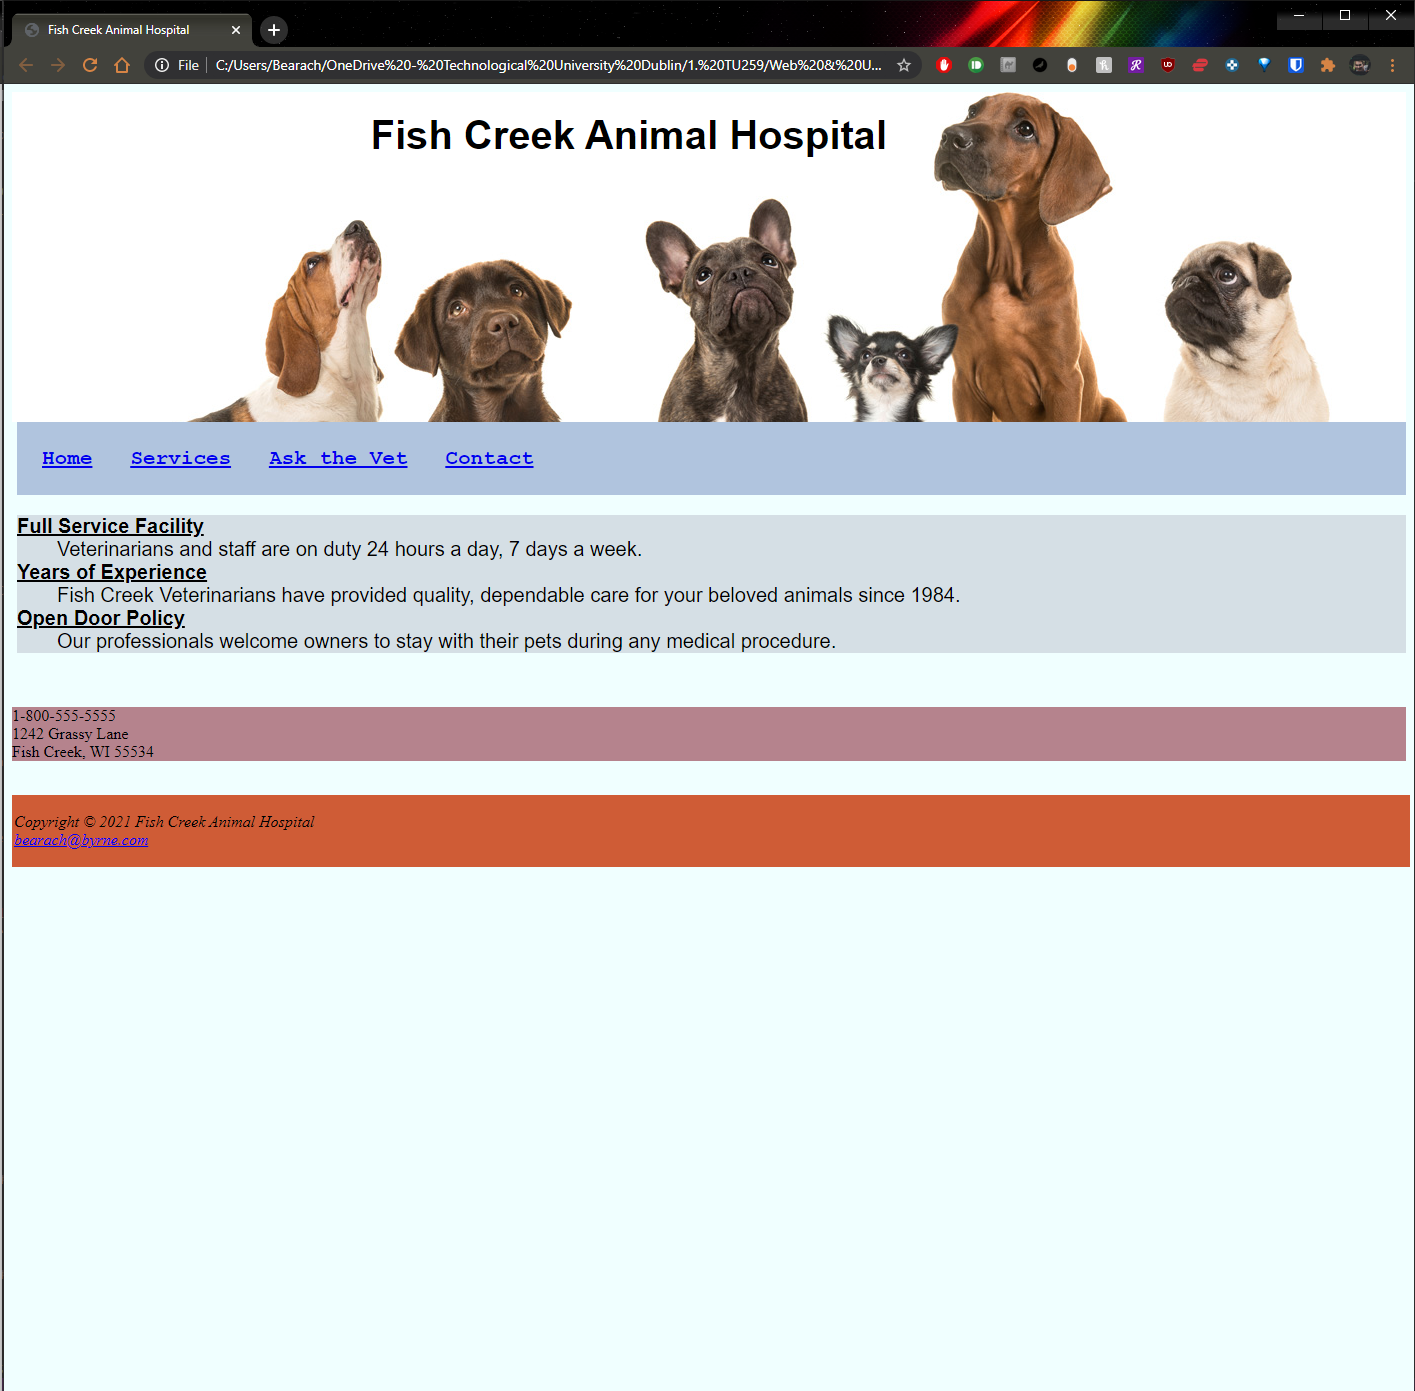 Fish Creek Animal Hospital
File
C:/Users/Bearach/OneDrive%20-%20Technological%20University%20Dublin/1.%20TU259/Web%20&%20U...
Fish Creek Animal Hospital
Home Services Ask the Vet Contact
Full Service Facility
Veterinarians and staff are on duty 24 hours a day, 7 days a week.
Years of Experience
Fish Creek Veterinarians have provided quality, dependable care for your beloved animals since 1984.
Open Door Policy
Our professionals welcome owners to stay with their pets during any medical procedure.
1-800-555-5555
1242 Grassy Lane
Fish Creek, WI 55534
Copyright © 2021 Fish Creek Animal Hospital
bearach@byrne.com